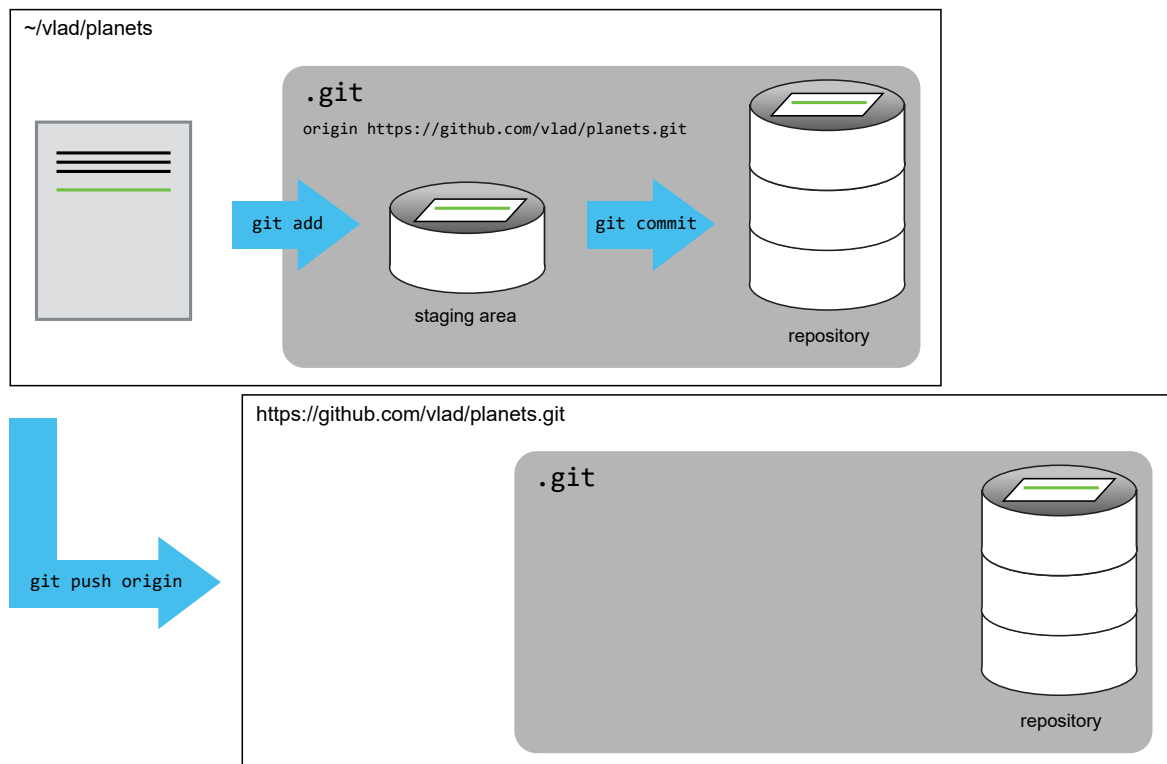 ~/vlad/planets
.git
origin https://github.com/vlad/planets.git
git add
git commit
staging area
repository
https://github.com/vlad/planets.git
.git
git push origin
repository